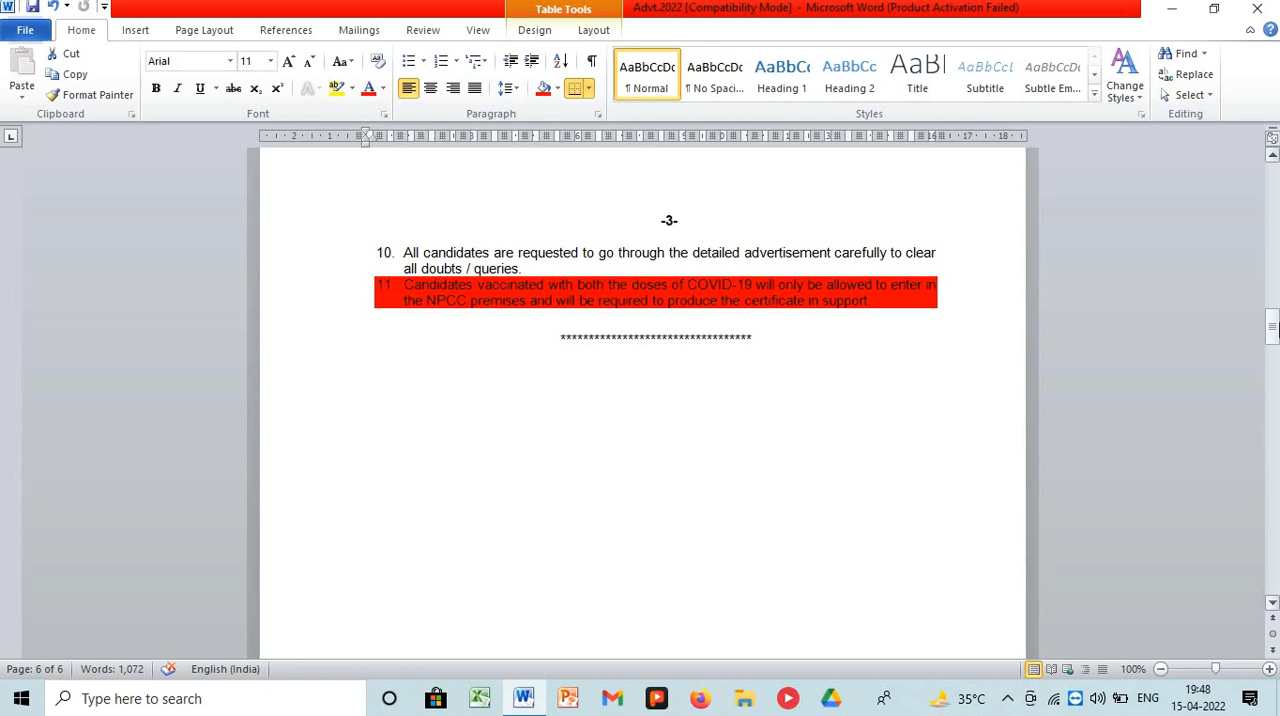 Table Tools
Advt.2022 [Compatibility Mode] - Microsoft Word (Product Activation Failed)
File Home Insert Page Layout References Mailings Review View Design Layout
Cut
Copy
Format Painter
Paste
Arial 11
AaBbCcDc AaBbCcDc AaBbCc AaBbCc AaBl AaBbCcL AaBbCcDc
¶ Normal ¶ No Spaci... Heading 1 Heading 2 Title Subtitle Subtle Em...
Change Styles
Find
Replace
Select
Clipboard Font Paragraph Styles Editing
-3-
10. All candidates are requested to go through the detailed advertisement carefully to clear
all doubts / queries.
11. Candidates vaccinated with both the doses of COVID-19 will only be allowed to enter in
the NPCC premises and will be required to produce the certificate in support
**********************************
Page: 6 of 6 Words: 1,072 English (India) 100%
Type here to search
35°C ENG
19:48
15-04-2022